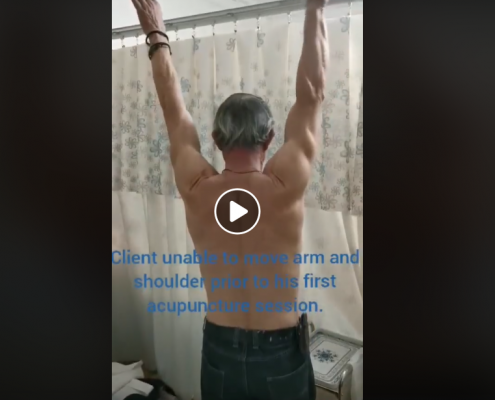 Client unable to move arm and
shoulder prior to his first
acupuncture session.